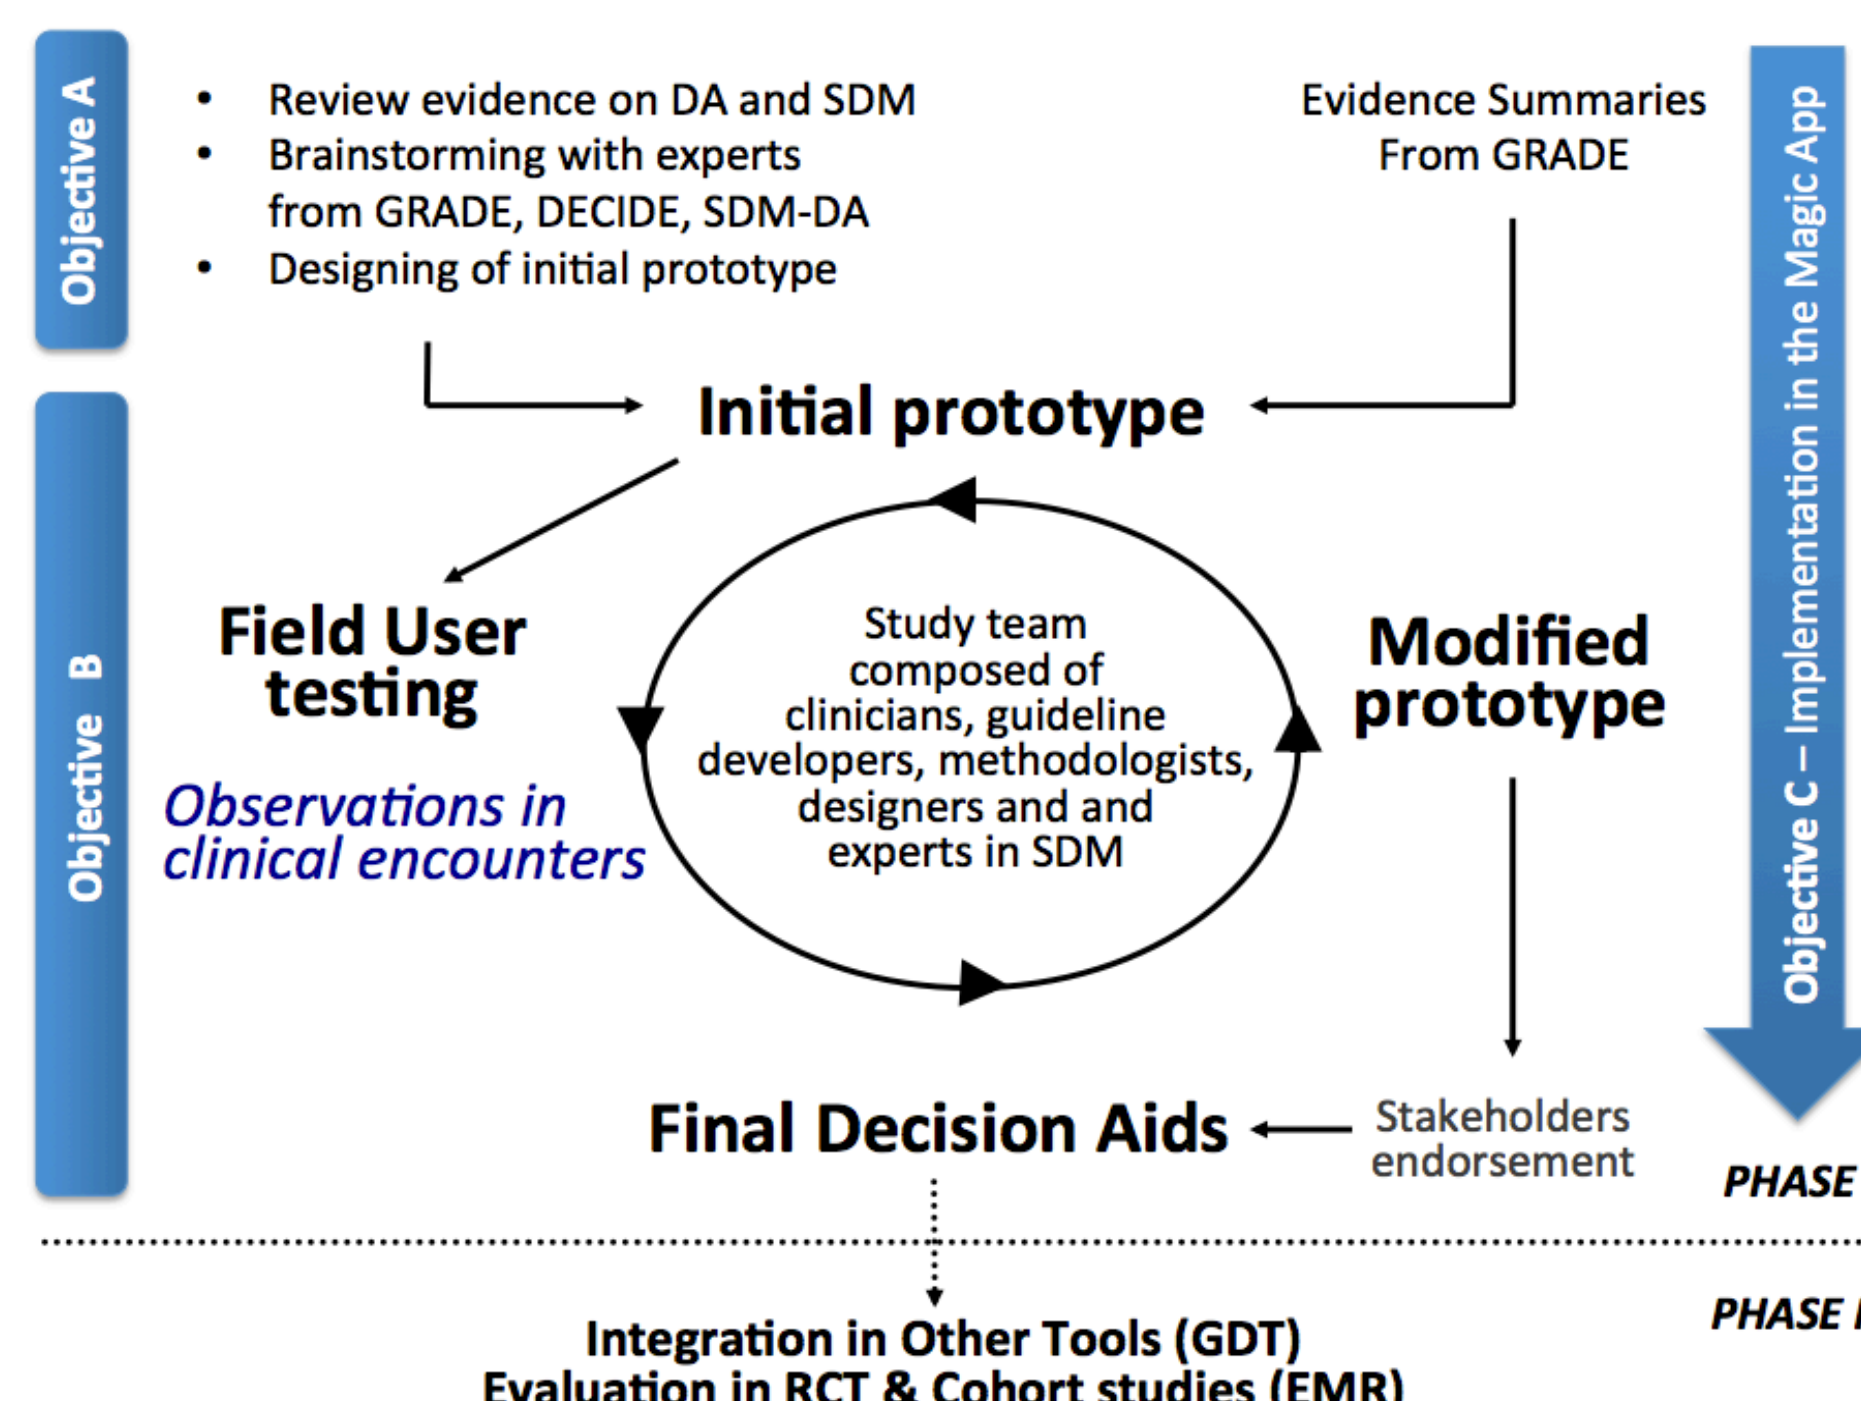 Objective A
• Review evidence on DA and SDM
• Brainstorming with experts
from GRADE, DECIDE, SDM-DA
• Designing of initial prototype
Evidence Summaries
From GRADE
Objective C – Implementation in the Magic App
Initial prototype
Objective B
Field User
testing
Observations in
clinical encounters
Study team
composed of
clinicians, guideline
developers, methodologists,
designers and and
experts in SDM
Modified
prototype
Final Decision Aids
Stakeholders
endorsement
PHASE
PHASE
Integration in Other Tools (GDT)
Evaluation in RCT & Cohort studies (EMR)